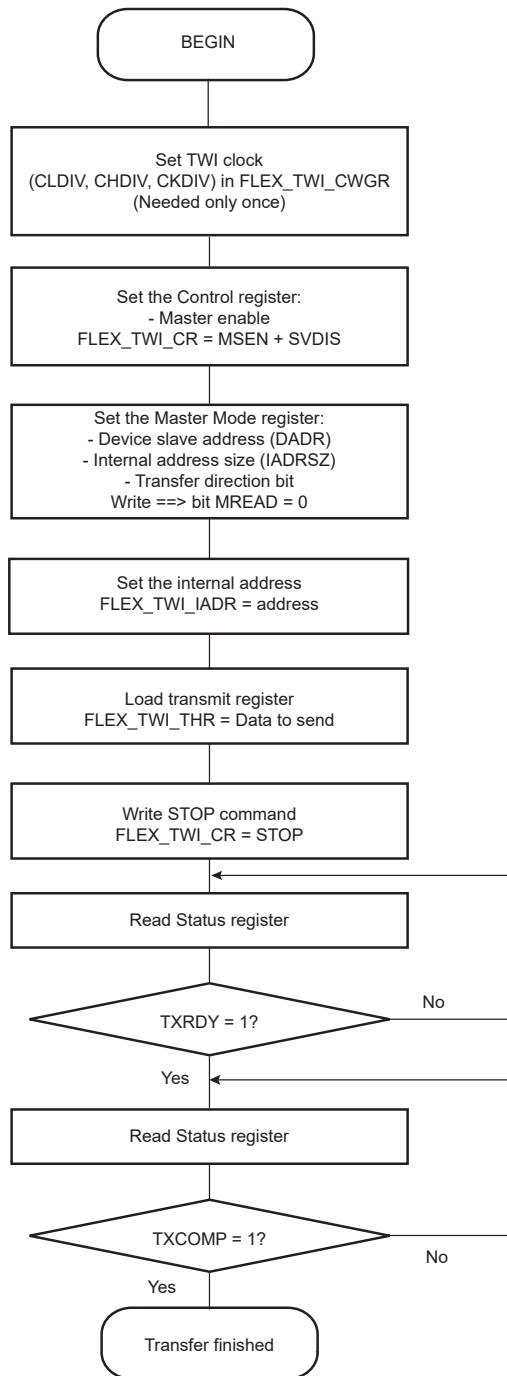 BEGIN
Set TWI clock
(CLDIV, CHDIV, CKDIV) in FLEX_TWI_CWGR
(Needed only once)
Set the Control register:
- Master enable
FLEX_TWI_CR = MSEN + SVDIS
Set the Master Mode register:
- Device slave address (DADR)
- Internal address size (IADRSZ)
- Transfer direction bit
Write ==> bit MREAD = 0
Set the internal address
FLEX_TWI_IADR = address
Load transmit register
FLEX_TWI_THR = Data to send
Write STOP command
FLEX_TWI_CR = STOP
Read Status register
TXRDY = 1?
No
Yes
Read Status register
TXCOMP = 1?
No
Yes
Transfer finished